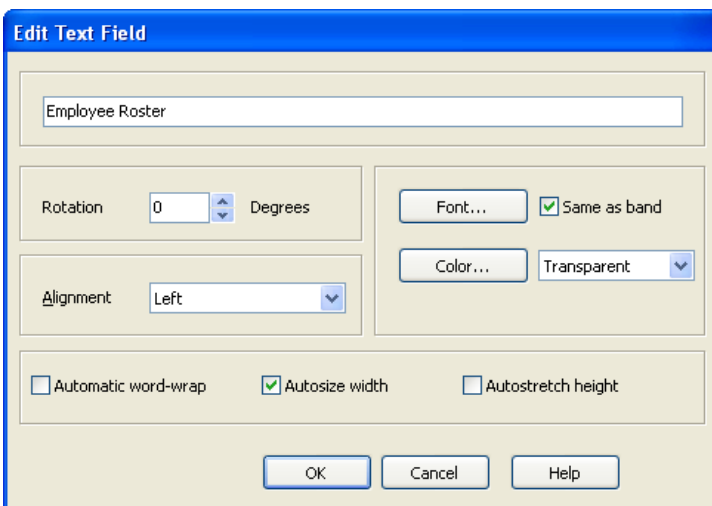 Edit Text Field
Employee Roster
Rotation 0 Degrees
Font... Same as band
Color... Transparent
Alignment Left
Automatic word-wrap Autosize width Autostretch height
OK Cancel Help